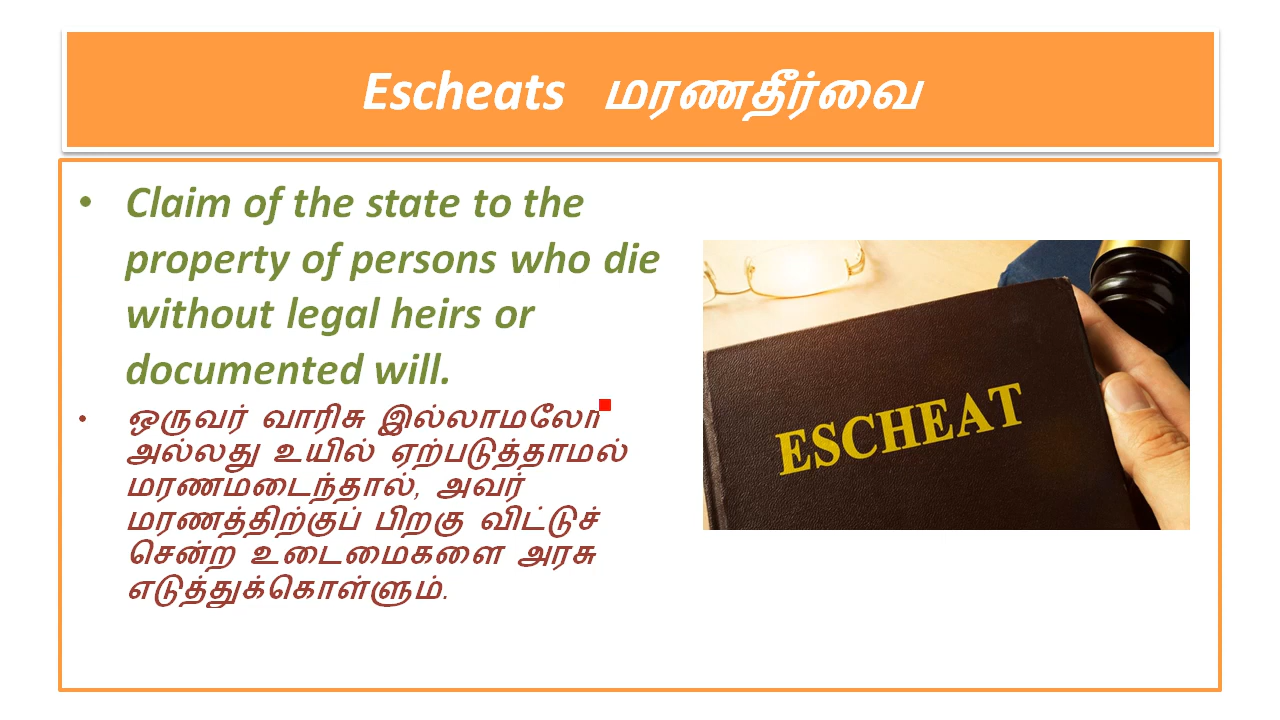 Escheats மரணதீர்வை
• Claim of the state to the
property of persons who die
without legal heirs or
documented will.
• ஒருவர் வாரிசு இல்லாமலோ
அல்லது உயில் ஏற்படுத்தாமல்
மரணமடைந்தால், அவர்
மரணத்திற்குப் பிறகு விட்டுச்
சென்ற உடைமைகளை அரசு
எடுத்துக்கொள்ளும்.
ESCHEAT